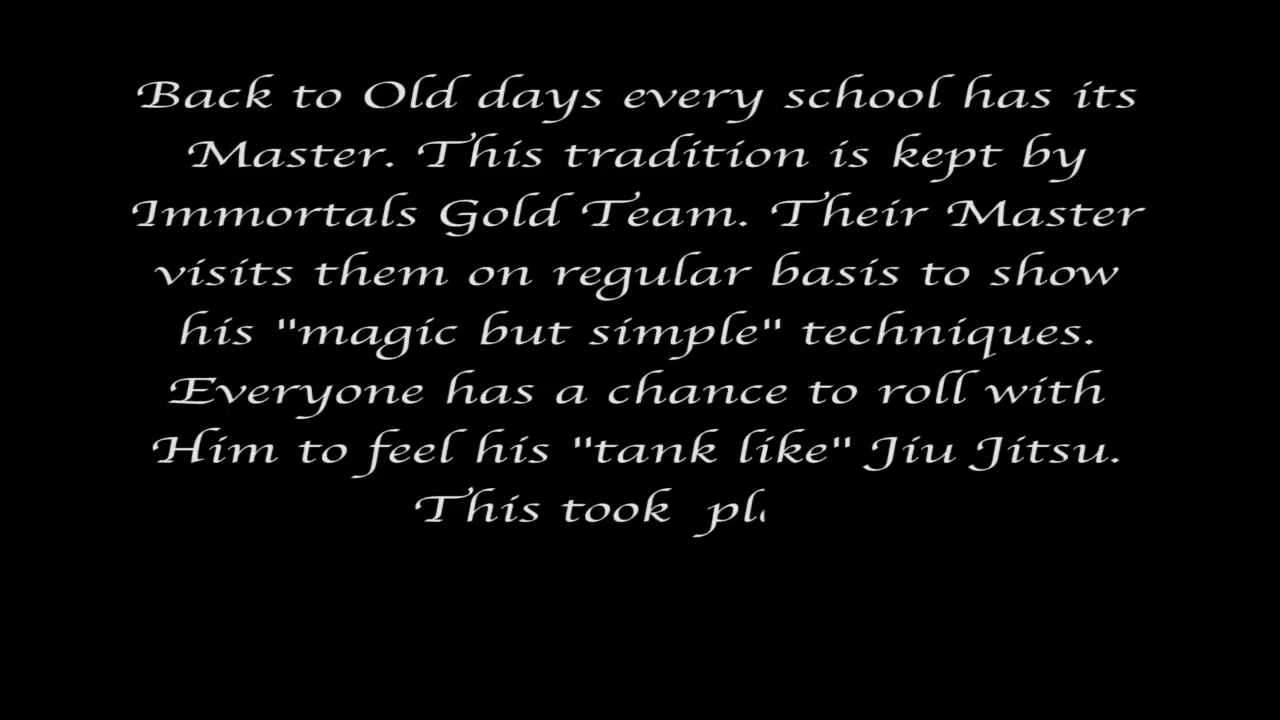 Back to Old days every school has its
Master. This tradition is kept by
Immortals Gold Team. Their Master
visits them on regular basis to show
his "magic but simple" techniques.
Everyone has a chance to roll with
Him to feel his "tank like" Jiu Jitsu.
This took